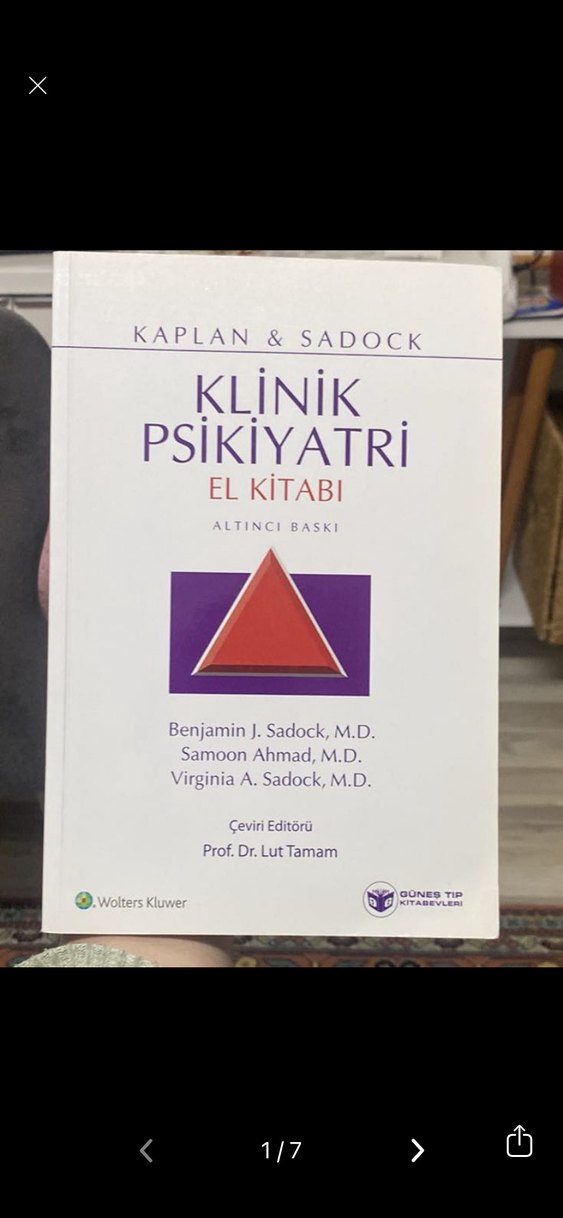 KAPLAN & SADOCK
KLİNİK
PSİKİYATRİ
EL KİTABI
ALTINCI BASKI
Benjamin J. Sadock, M.D.
Samoon Ahmad, M.D.
Virginia A. Sadock, M.D.
Çeviri Editörü
Prof. Dr. Lut Tamam
Wolters Kluwer
GÜNEŞ TIP
KİTABEVLERİ
1/7